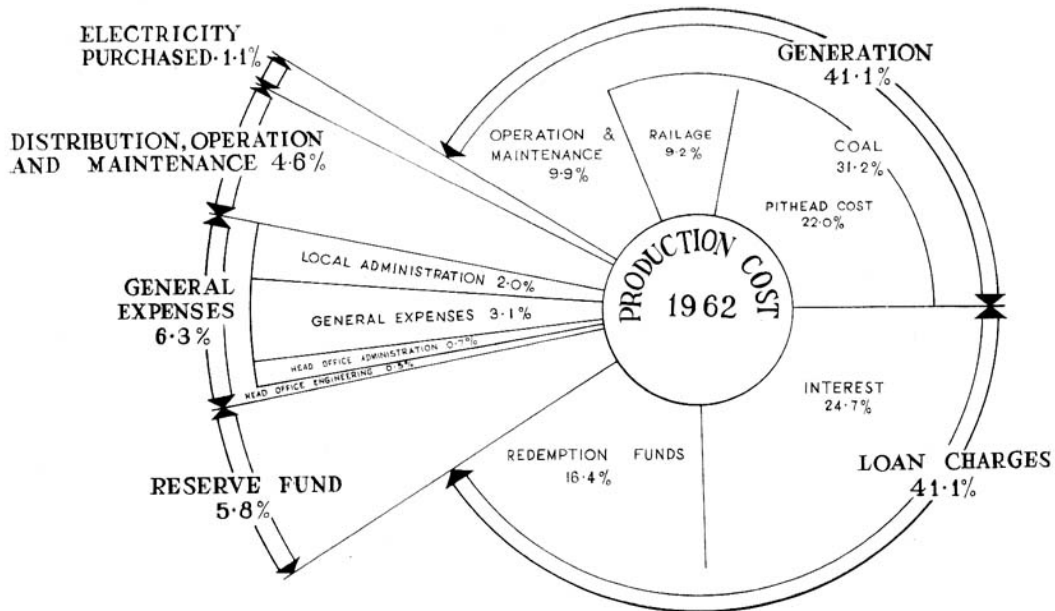 ELECTRICITY
PURCHASED·1·1%
DISTRIBUTION, OPERATION
AND MAINTENANCE 4·6%
GENERAL
EXPENSES
6·3%
RESERVE FUND
5·8%
LOCAL ADMINISTRATION 2·0%
GENERAL EXPENSES 3·1%
HEAD OFFICE ADMINISTRATION 0·7%
HEAD OFFICE ENGINEERING 0·5%
GENERATION
41·1%
OPERATION &
MAINTENANCE
9·9%
RAILAGE
9·2%
COAL
31·2%
PITHEAD COST
22·0%
PRODUCTION COST
1962
INTEREST
24·7%
REDEMPTION FUNDS
16·4%
LOAN CHARGES
41·1%